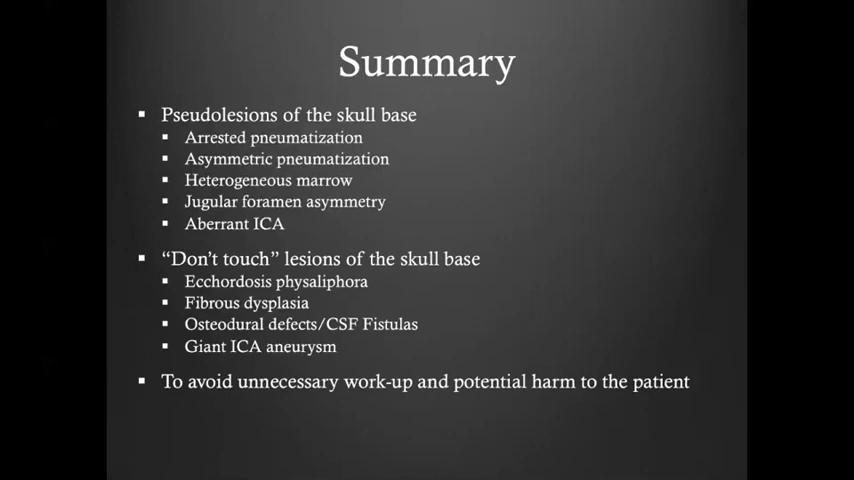 Summary
▪ Pseudolesions of the skull base
▪ Arrested pneumatization
▪ Asymmetric pneumatization
▪ Heterogeneous marrow
▪ Jugular foramen asymmetry
▪ Aberrant ICA
▪ “Don’t touch” lesions of the skull base
▪ Ecchordosis physaliphora
▪ Fibrous dysplasia
▪ Osteodural defects/CSF Fistulas
▪ Giant ICA aneurysm
▪ To avoid unnecessary work-up and potential harm to the patient